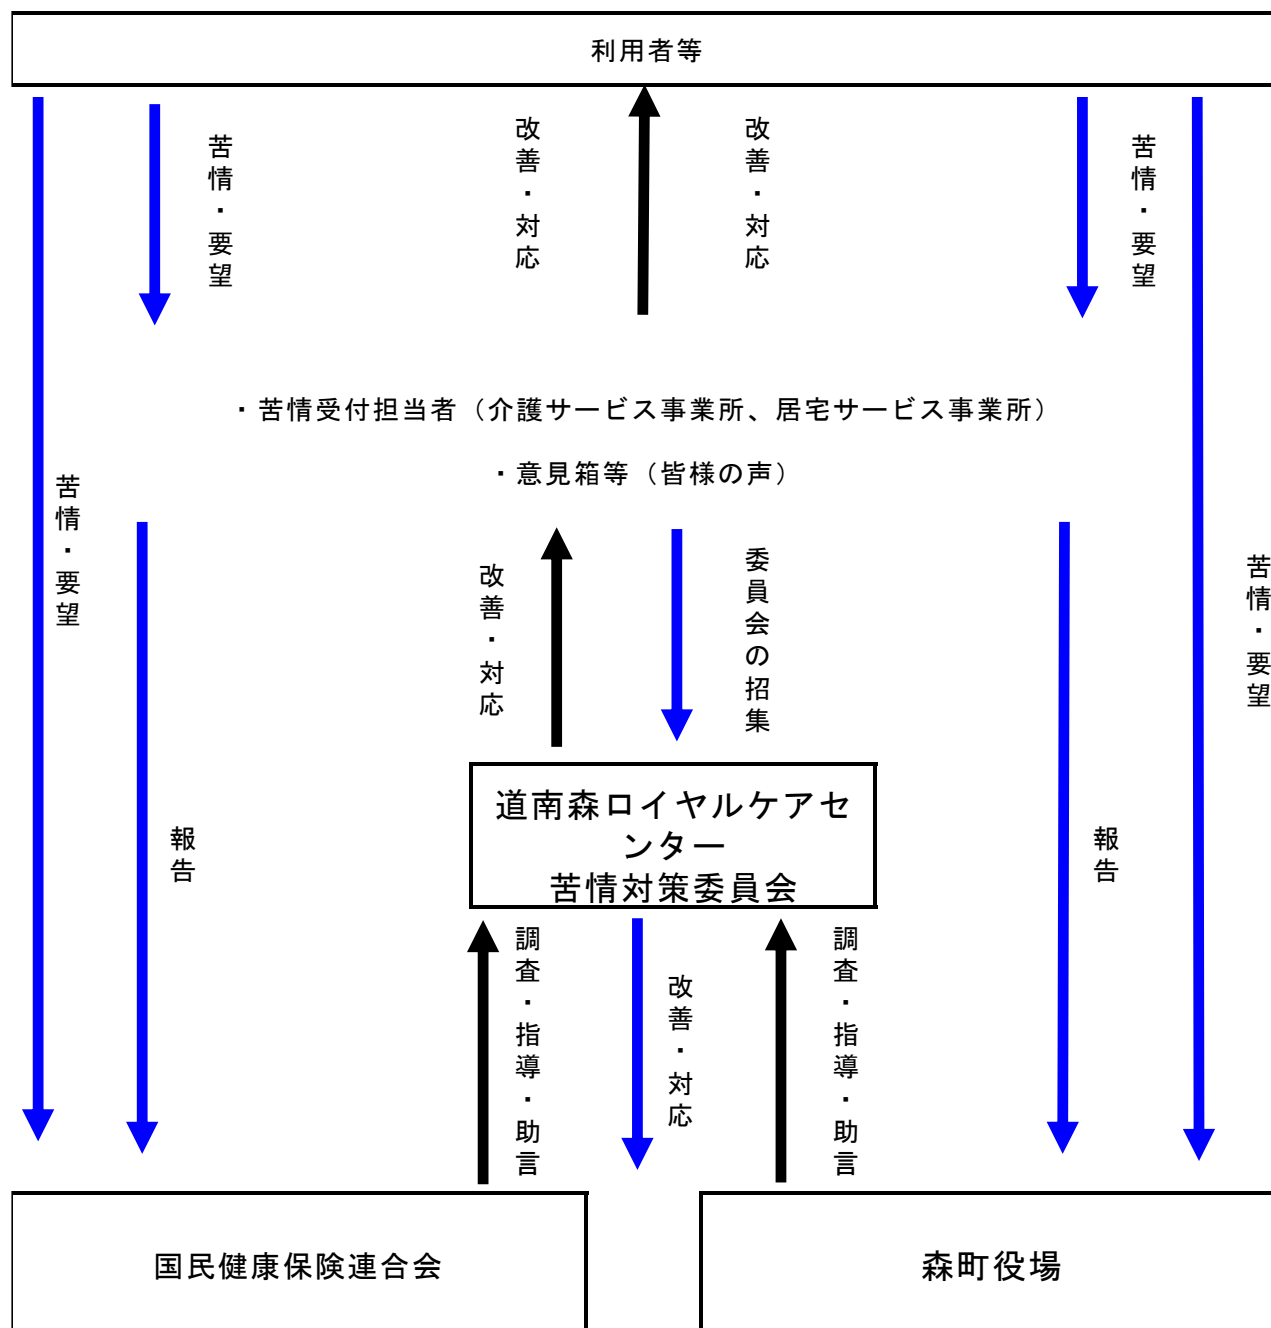 利用者等
苦情・要望
改善・対応
改善・対応
苦情・要望
・苦情受付担当者（介護サービス事業所、居宅サービス事業所）
・意見箱等（皆様の声）
苦情・要望
改善・対応
委員会の招集
苦情・要望
道南森ロイヤルケアセ
ンター
苦情対策委員会
報告
報告
調査・指導・助言
改善・対応
調査・指導・助言
国民健康保険連合会
森町役場